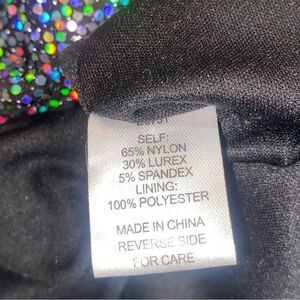 SELF:
65% NYLON
30% LUREX
5% SPANDEX
LINING:
100% POLYESTER
MADE IN CHINA
REVERSE SIDE
FOR CARE